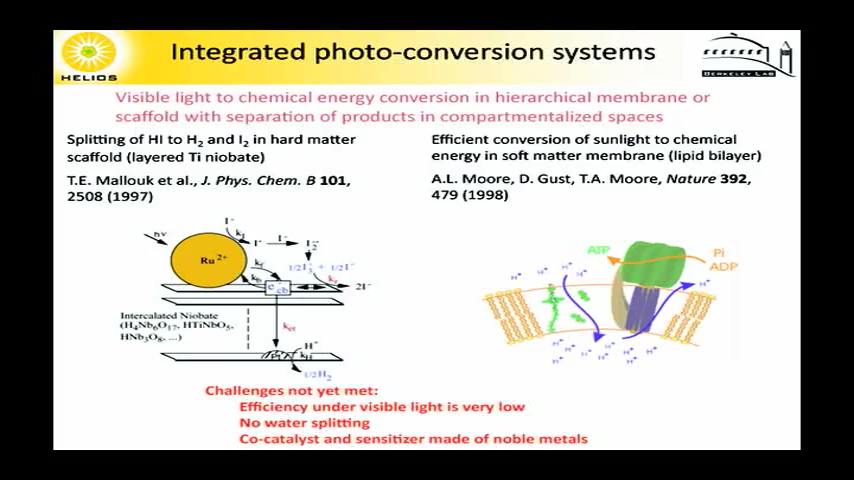 Integrated photo-conversion systems
HELIOS
BERKELEY LAB
Visible light to chemical energy conversion in hierarchical membrane or
scaffold with separation of products in compartmentalized spaces
Splitting of HI to H2 and I2 in hard matter
scaffold (layered Ti niobate)
T.E. Mallouk et al., J. Phys. Chem. B 101,
2508 (1997)
Efficient conversion of sunlight to chemical
energy in soft matter membrane (lipid bilayer)
A.L. Moore, D. Gust, T.A. Moore, Nature 392,
479 (1998)
hν
Ru2+
2I-
Intercalated Niobate
(H4Nb6O17, HTiNbO5,
HNb3O8, ...)
ket
Pt
H+
1/2H2
ATP
Pi
ADP
H+
Challenges not yet met:
Efficiency under visible light is very low
No water splitting
Co-catalyst and sensitizer made of noble metals